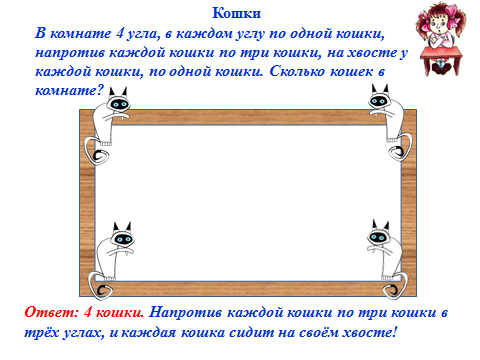 Кошки
В комнате 4 угла, в каждом углу по одной кошки,
напротив каждой кошки по три кошки, на хвосте у
каждой кошки, по одной кошки. Сколько кошек в
комнате?
Ответ: 4 кошки. Напротив каждой кошки по три кошки в
трёх углах, и каждая кошка сидит на своём хвосте!